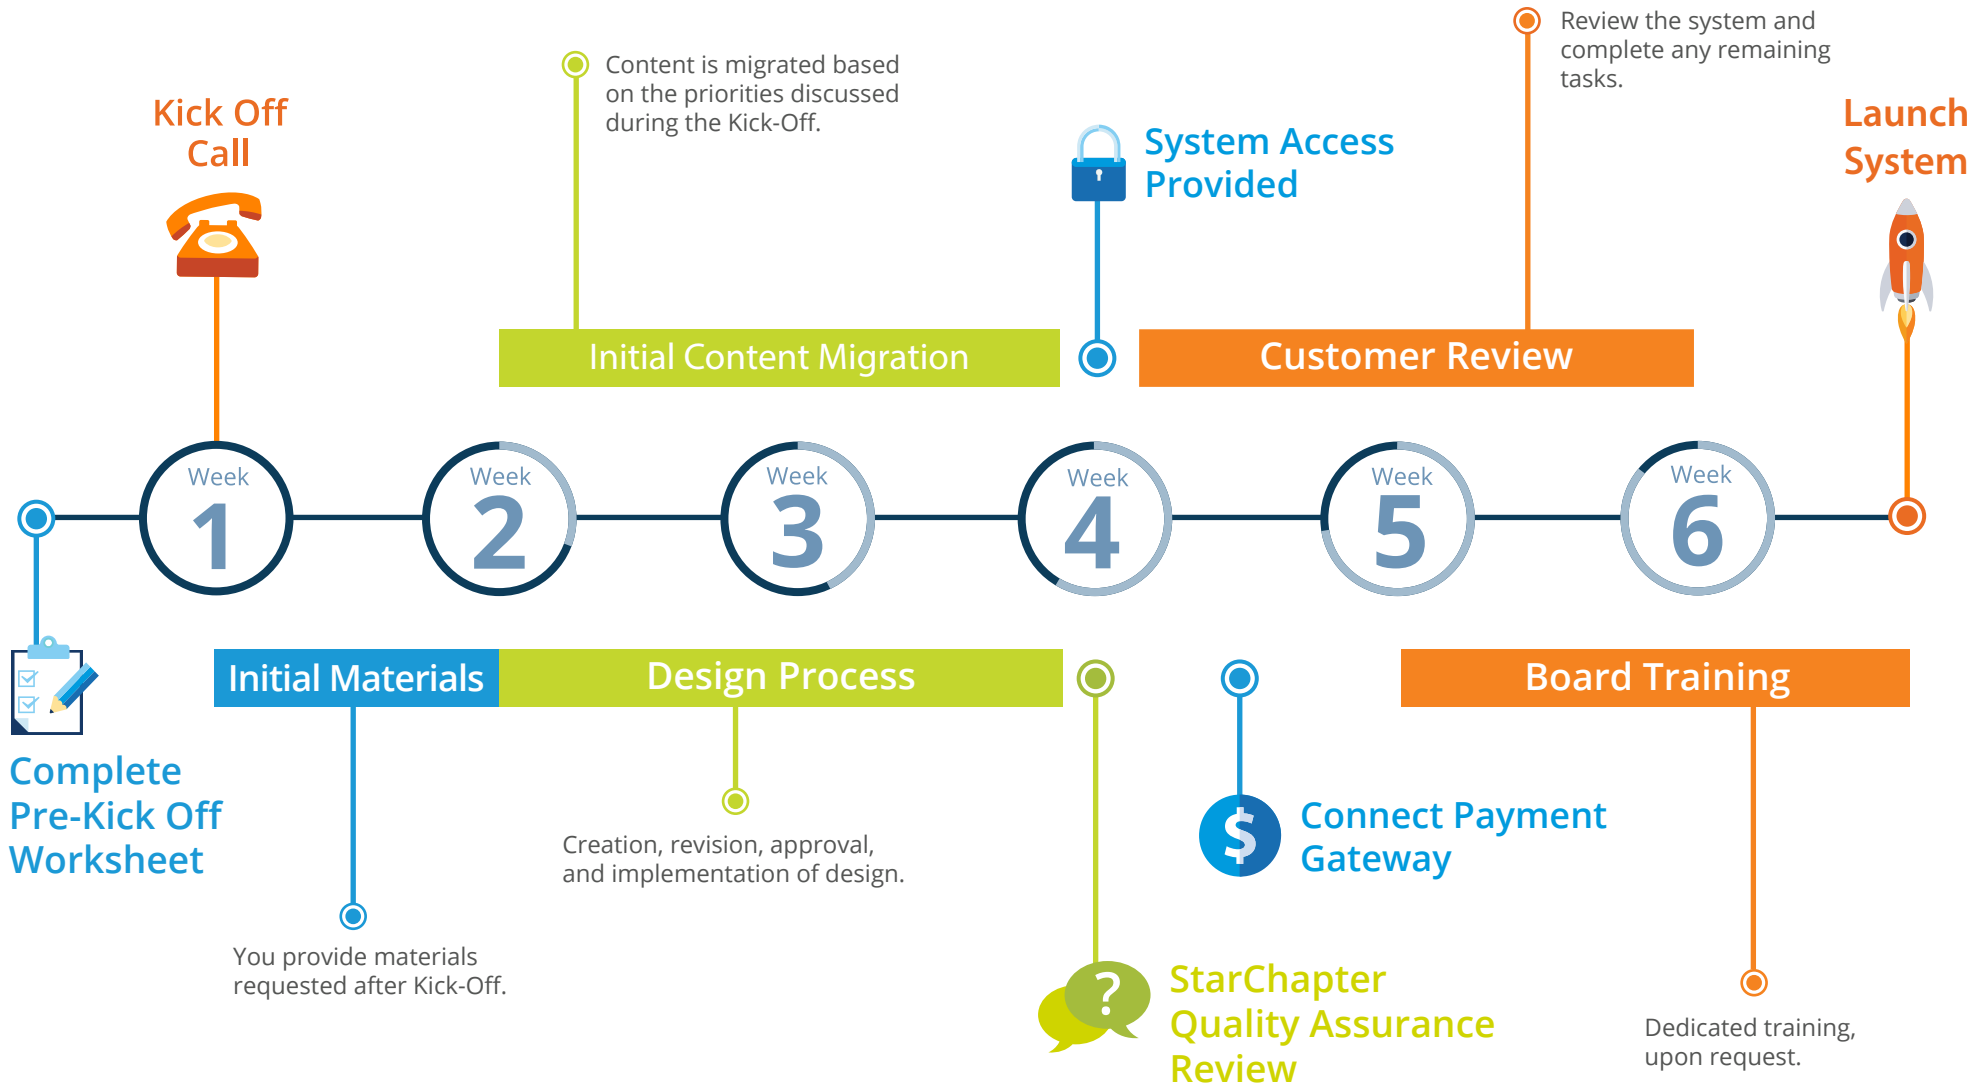 Review the system and
complete any remaining
tasks.
Content is migrated based
on the priorities discussed
during the Kick-Off.
Kick Off
Call
System Access
Provided
Launch
System
Initial Content Migration
Customer Review
Week
1
Week
2
Week
3
Week
4
Week
5
Week
6
Initial Materials
Design Process
Board Training
Complete
Pre-Kick Off
Worksheet
Creation, revision, approval,
and implementation of design.
$
Connect Payment
Gateway
You provide materials
requested after Kick-Off.
?
StarChapter
Quality Assurance
Review
Dedicated training,
upon request.